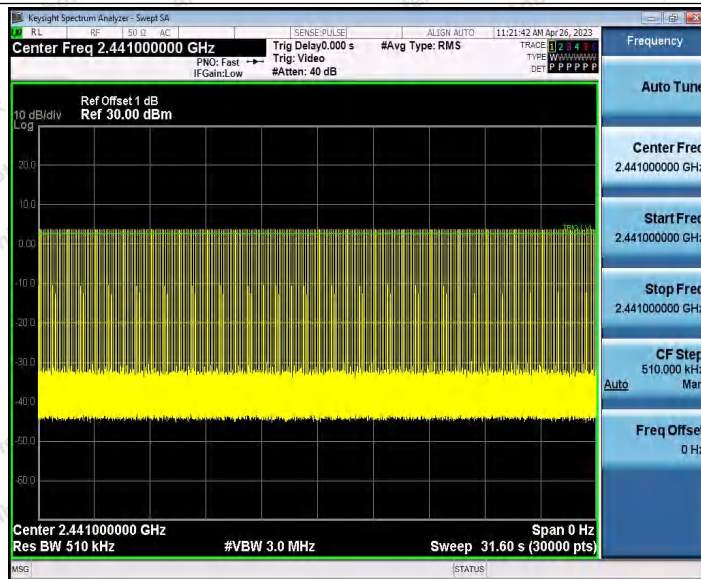 Keysight Spectrum Analyzer - Swept SA
RL RF 50 Ω AC SENSE:PULSE ALIGN AUTO 11:21:42 AM Apr 26, 2023
Center Freq 2.441000000 GHz
PNO: Fast
IFGain:Low
Trig Delay0.000 s
Trig: Video
#Atten: 40 dB
#Avg Type: RMS
TRACE 1 2 3 4 5 6
TYPE W
DET P P P P P P
Frequency
Ref Offset 1 dB
10 dB/div Ref 30.00 dBm
Log
20.0
10.0
0.00
-10.0
-20.0
-30.0
-40.0
-50.0
-60.0
TRIG LVL
Center 2.441000000 GHz Span 0 Hz
Res BW 510 kHz #VBW 3.0 MHz Sweep 31.60 s (30000 pts)
MSG STATUS
Auto Tune
Center Freq
2.441000000 GHz
Start Freq
2.441000000 GHz
Stop Freq
2.441000000 GHz
CF Step
510.000 kHz
Auto Man
Freq Offset
0 Hz